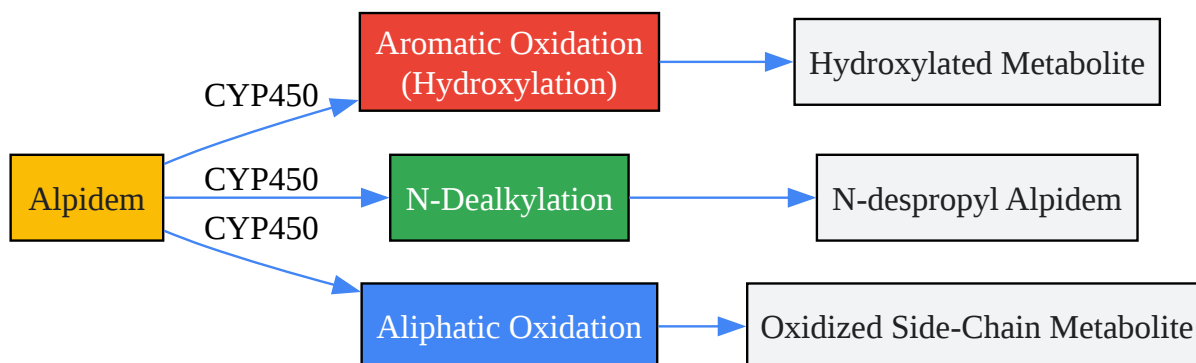 Aromatic Oxidation
(Hydroxylation)
Hydroxylated Metabolite
CYP450
Alpidem
CYP450
N-Dealkylation
N-despropyl Alpidem
CYP450
Aliphatic Oxidation
Oxidized Side-Chain Metabolite